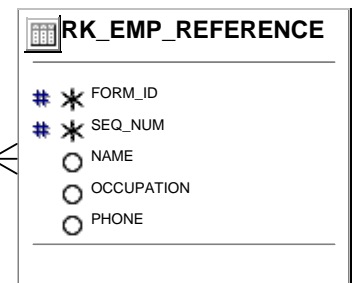 RK_EMP_REFERENCE
# * FORM_ID
# * SEQ_NUM
NAME
OCCUPATION
PHONE